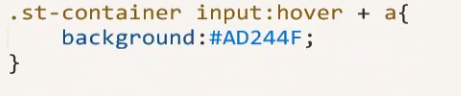 .st-container input:hover + a{
    background:#AD244F;
}